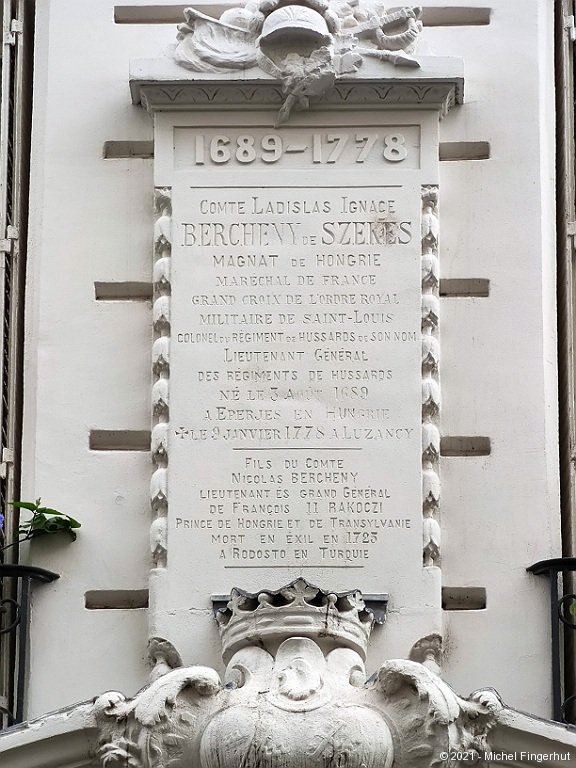 1689-1778
COMTE LADISLAS IGNACE
BERCHENY DE SZEKES
MAGNAT DE HONGRIE
MARECHAL DE FRANCE
GRAND CROIX DE L'ORDRE ROYAL
MILITAIRE DE SAINT-LOUIS
COLONEL DU RÉGIMENT DE HUSSARDS DE SON NOM
LIEUTENANT GÉNÉRAL
DES RÉGIMENTS DE HUSSARDS
NÉ LE 3 AOÛT 1689
A EPERJES EN HUNGRIE
✠ LE 9 JANVIER 1778 A LUZANCY
FILS DU COMTE
NICOLAS BERCHENY
LIEUTENANT ES GRAND GÉNÉRAL
DE FRANÇOIS II RAKOCZI
PRINCE DE HONGRIE ET DE TRANSYLVANIE
MORT EN EXIL EN 1725
A RODOSTO EN TURQUIE
© 2021 - Michel Fingerhut